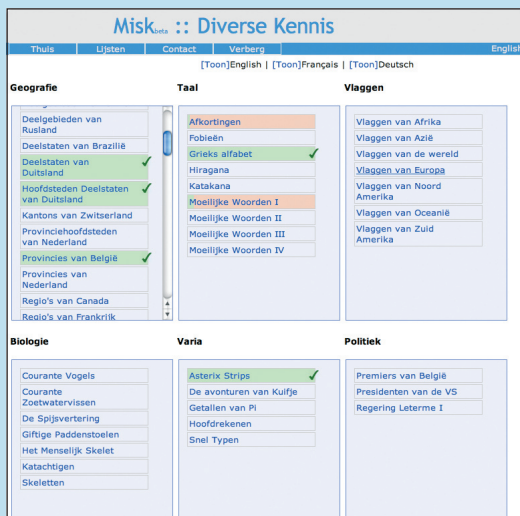 Miskbeta :: Diverse Kennis
Thuis Lijsten Contact Verberg English
[Toon]English | [Toon]Français | [Toon]Deutsch
Geografie
Deelgebieden van
Rusland
Deelstaten van Brazilië
Deelstaten van
Duitsland
Hoofdsteden Deelstaten
van Duitsland
Kantons van Zwitserland
Provinciehoofdsteden
van Nederland
Provincies van België
Provincies van
Nederland
Regio's van Canada
Regio's van Frankrijk
Taal
Afkortingen
Fobieën
Grieks alfabet
Hiragana
Katakana
Moeilijke Woorden I
Moeilijke Woorden II
Moeilijke Woorden III
Moeilijke Woorden IV
Vlaggen
Vlaggen van Afrika
Vlaggen van Azië
Vlaggen van de wereld
Vlaggen van Europa
Vlaggen van Noord
Amerika
Vlaggen van Oceanië
Vlaggen van Zuid
Amerika
Biologie
Courante Vogels
Courante
Zoetwatervissen
De Spijsvertering
Giftige Paddenstoelen
Het Menselijk Skelet
Katachtigen
Skeletten
Varia
Asterix Strips
De avonturen van Kuifje
Getallen van Pi
Hoofdrekenen
Snel Typen
Politiek
Premiers van België
Presidenten van de VS
Regering Leterme I